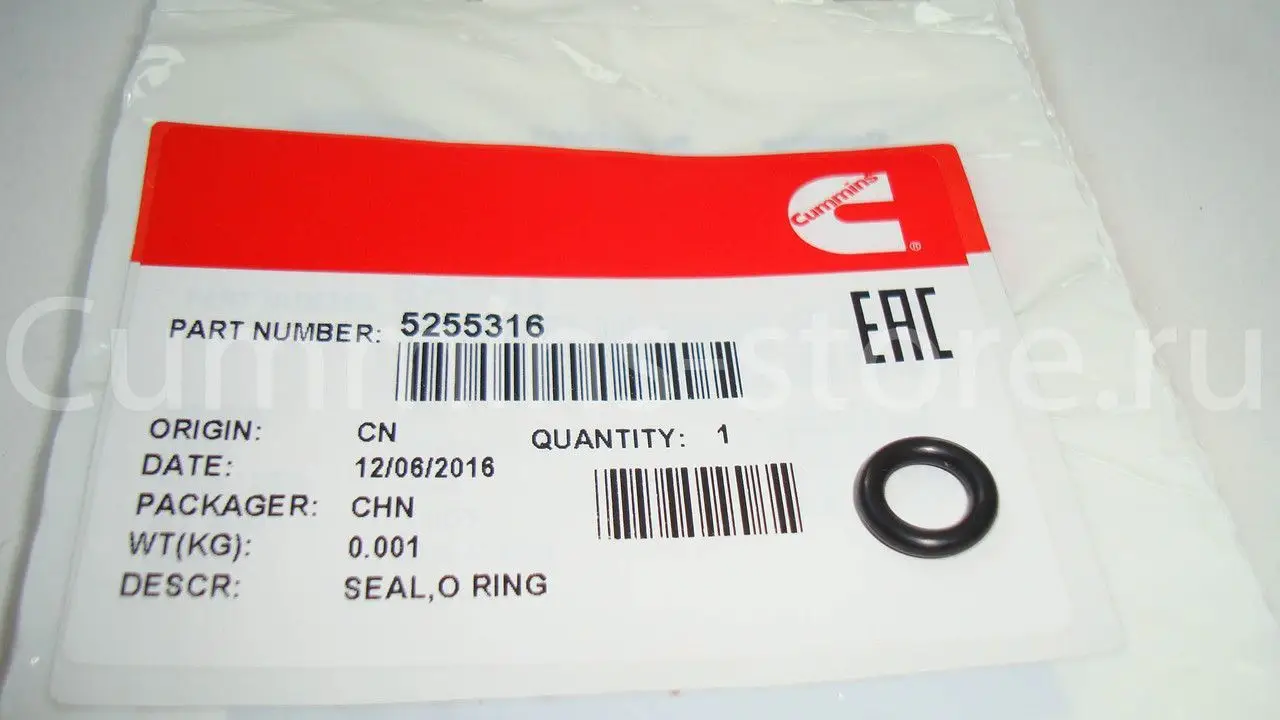 Cummins®
PART NUMBER: 5255316
EAC
ORIGIN: CN QUANTITY: 1
DATE: 12/06/2016
PACKAGER: CHN
WT(KG): 0.001
DESCR: SEAL,O RING
Cummins-store.ru